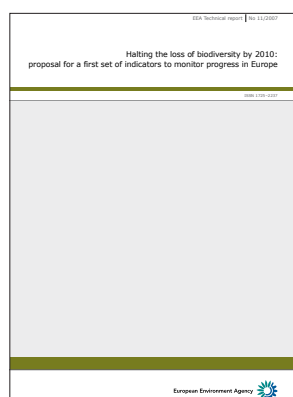 EEA Technical report | No 11/2007
Halting the loss of biodiversity by 2010:
proposal for a first set of indicators to monitor progress in Europe
ISSN 1725-2237
European Environment Agency